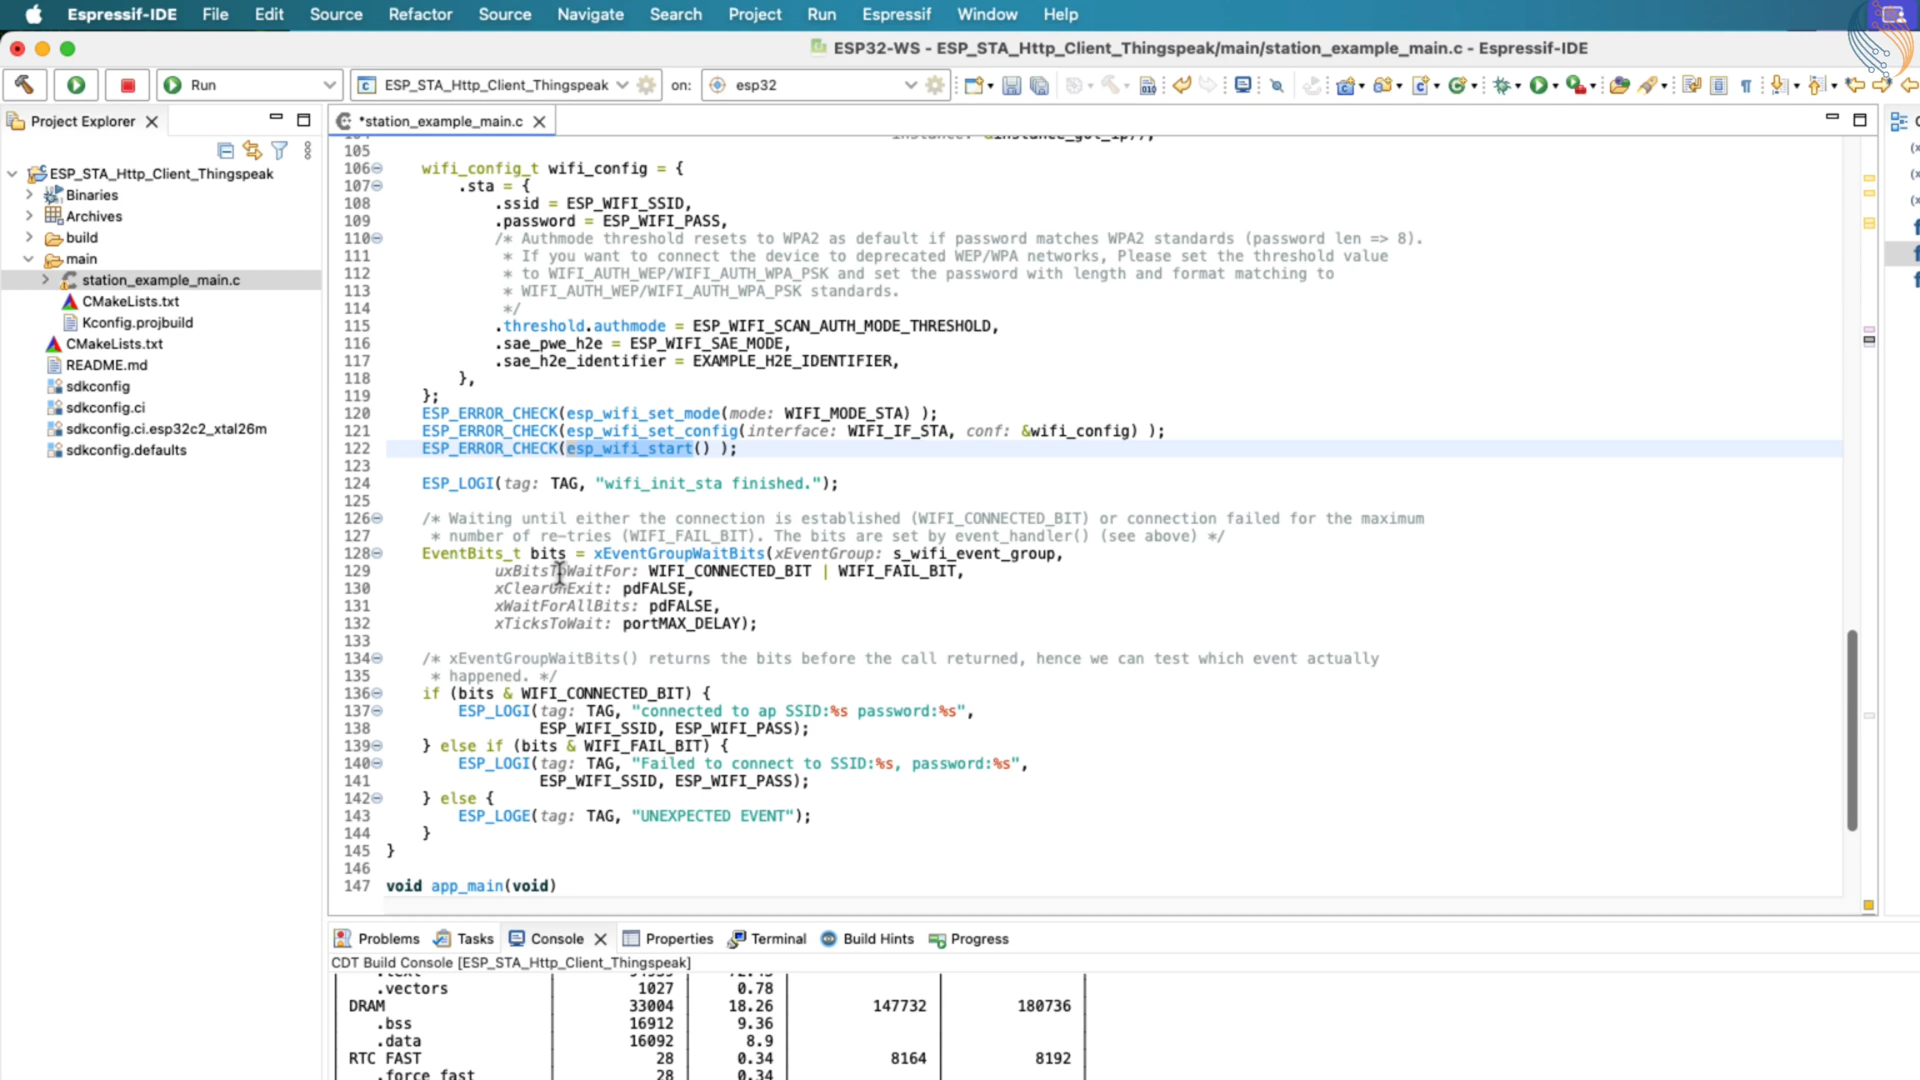 Espressif-IDE File Edit Source Refactor Source Navigate Search Project Run Espressif Window Help
ESP32-WS - ESP_STA_Http_Client_Thingspeak/main/station_example_main.c - Espressif-IDE
Run ESP_STA_Http_Client_Thingspeak on: esp32
Project Explorer
ESP_STA_Http_Client_Thingspeak
Binaries
Archives
build
main
station_example_main.c
CMakeLists.txt
Kconfig.projbuild
CMakeLists.txt
README.md
sdkconfig
sdkconfig.ci
sdkconfig.ci.esp32c2_xtal26m
sdkconfig.defaults
*station_example_main.c
105
106 wifi_config_t wifi_config = {
107 .sta = {
108 .ssid = ESP_WIFI_SSID,
109 .password = ESP_WIFI_PASS,
110 /* Authmode threshold resets to WPA2 as default if password matches WPA2 standards (password len => 8).
111 * If you want to connect the device to deprecated WEP/WPA networks, Please set the threshold value
112 * to WIFI_AUTH_WEP/WIFI_AUTH_WPA_PSK and set the password with length and format matching to
113 * WIFI_AUTH_WEP/WIFI_AUTH_WPA_PSK standards.
114 */
115 .threshold.authmode = ESP_WIFI_SCAN_AUTH_MODE_THRESHOLD,
116 .sae_pwe_h2e = ESP_WIFI_SAE_MODE,
117 .sae_h2e_identifier = EXAMPLE_H2E_IDENTIFIER,
118 },
119 };
120 ESP_ERROR_CHECK(esp_wifi_set_mode(mode: WIFI_MODE_STA) );
121 ESP_ERROR_CHECK(esp_wifi_set_config(interface: WIFI_IF_STA, conf: &wifi_config) );
122 ESP_ERROR_CHECK(esp_wifi_start() );
123
124 ESP_LOGI(tag: TAG, "wifi_init_sta finished.");
125
126 /* Waiting until either the connection is established (WIFI_CONNECTED_BIT) or connection failed for the maximum
127 * number of re-tries (WIFI_FAIL_BIT). The bits are set by event_handler() (see above) */
128 EventBits_t bits = xEventGroupWaitBits(xEventGroup: s_wifi_event_group,
129 uxBitsToWaitFor: WIFI_CONNECTED_BIT | WIFI_FAIL_BIT,
130 xClearOnExit: pdFALSE,
131 xWaitForAllBits: pdFALSE,
132 xTicksToWait: portMAX_DELAY);
133
134 /* xEventGroupWaitBits() returns the bits before the call returned, hence we can test which event actually
135 * happened. */
136 if (bits & WIFI_CONNECTED_BIT) {
137 ESP_LOGI(tag: TAG, "connected to ap SSID:%s password:%s",
138 ESP_WIFI_SSID, ESP_WIFI_PASS);
139 } else if (bits & WIFI_FAIL_BIT) {
140 ESP_LOGI(tag: TAG, "Failed to connect to SSID:%s, password:%s",
141 ESP_WIFI_SSID, ESP_WIFI_PASS);
142 } else {
143 ESP_LOGE(tag: TAG, "UNEXPECTED EVENT");
144 }
145 }
146
147 void app_main(void)
Problems Tasks Console Properties Terminal Build Hints Progress
CDT Build Console [ESP_STA_Http_Client_Thingspeak]
.vectors 1027 0.78
DRAM 33004 18.26 147732 180736
.bss 16912 9.36
.data 16092 8.9
RTC FAST 28 0.34 8164 8192
.force_fast 28 0.34